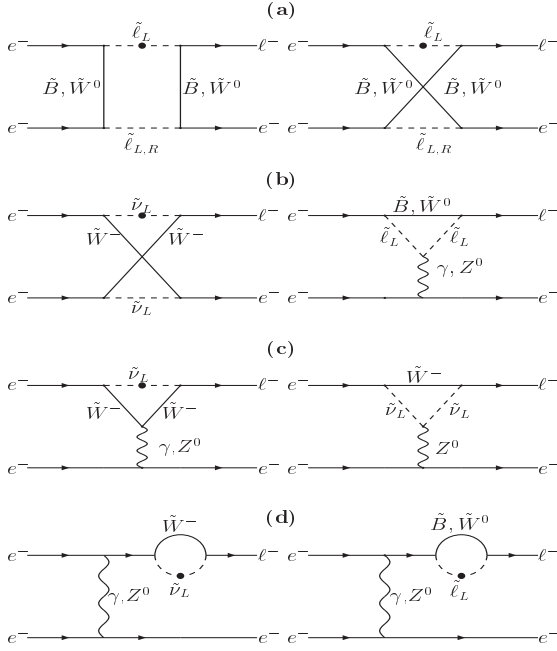 (a)
e⁻ ℓ̃_L ℓ⁻ e⁻ ℓ̃_L ℓ⁻
B̃, W̃⁰ B̃, W̃⁰ B̃, W̃⁰ B̃, W̃⁰
e⁻ ℓ̃_{L,R} e⁻ e⁻ ℓ̃_{L,R} e⁻
(b)
e⁻ ν̃_L ℓ⁻ e⁻ B̃, W̃⁰ ℓ⁻
W̃⁻ W̃⁻ ℓ̃_L ℓ̃_L
γ, Z⁰
e⁻ ν̃_L e⁻ e⁻ e⁻
(c)
e⁻ ν̃_L ℓ⁻ e⁻ W̃⁻ ℓ⁻
W̃⁻ W̃⁻ ν̃_L ν̃_L
γ, Z⁰ Z⁰
e⁻ e⁻ e⁻ e⁻
(d)
W̃⁻ B̃, W̃⁰
e⁻ ℓ⁻ e⁻ ℓ⁻
γ, Z⁰ ν̃_L γ, Z⁰ ℓ̃_L
e⁻ e⁻ e⁻ e⁻